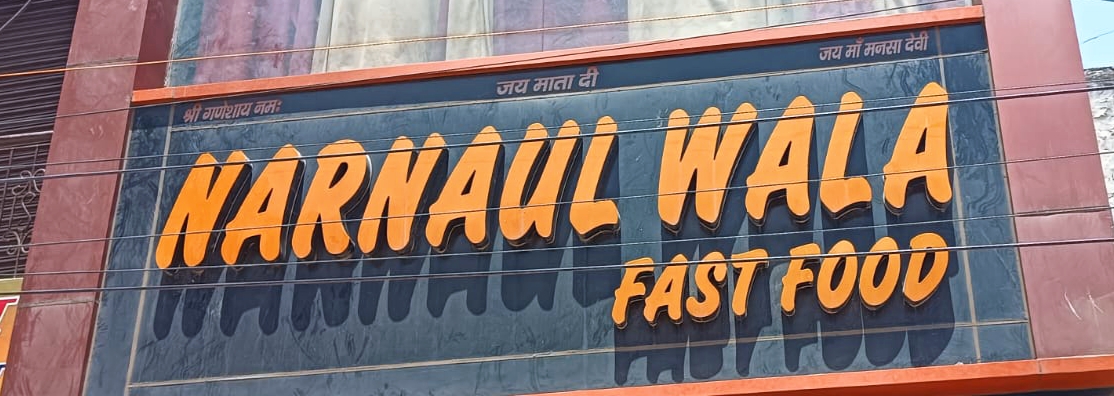 श्री गणेशाय नमः
जय माता दी
जय माँ मनसा देवी
NARNAUL WALA
FAST FOOD